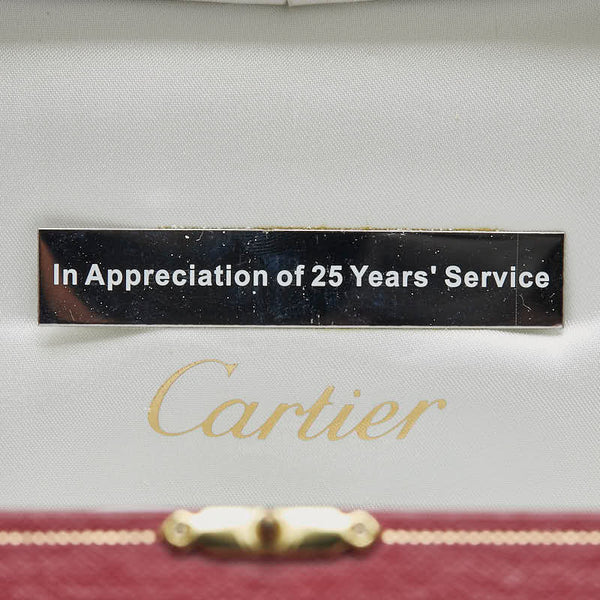 In Appreciation of 25 Years' Service
Cartier